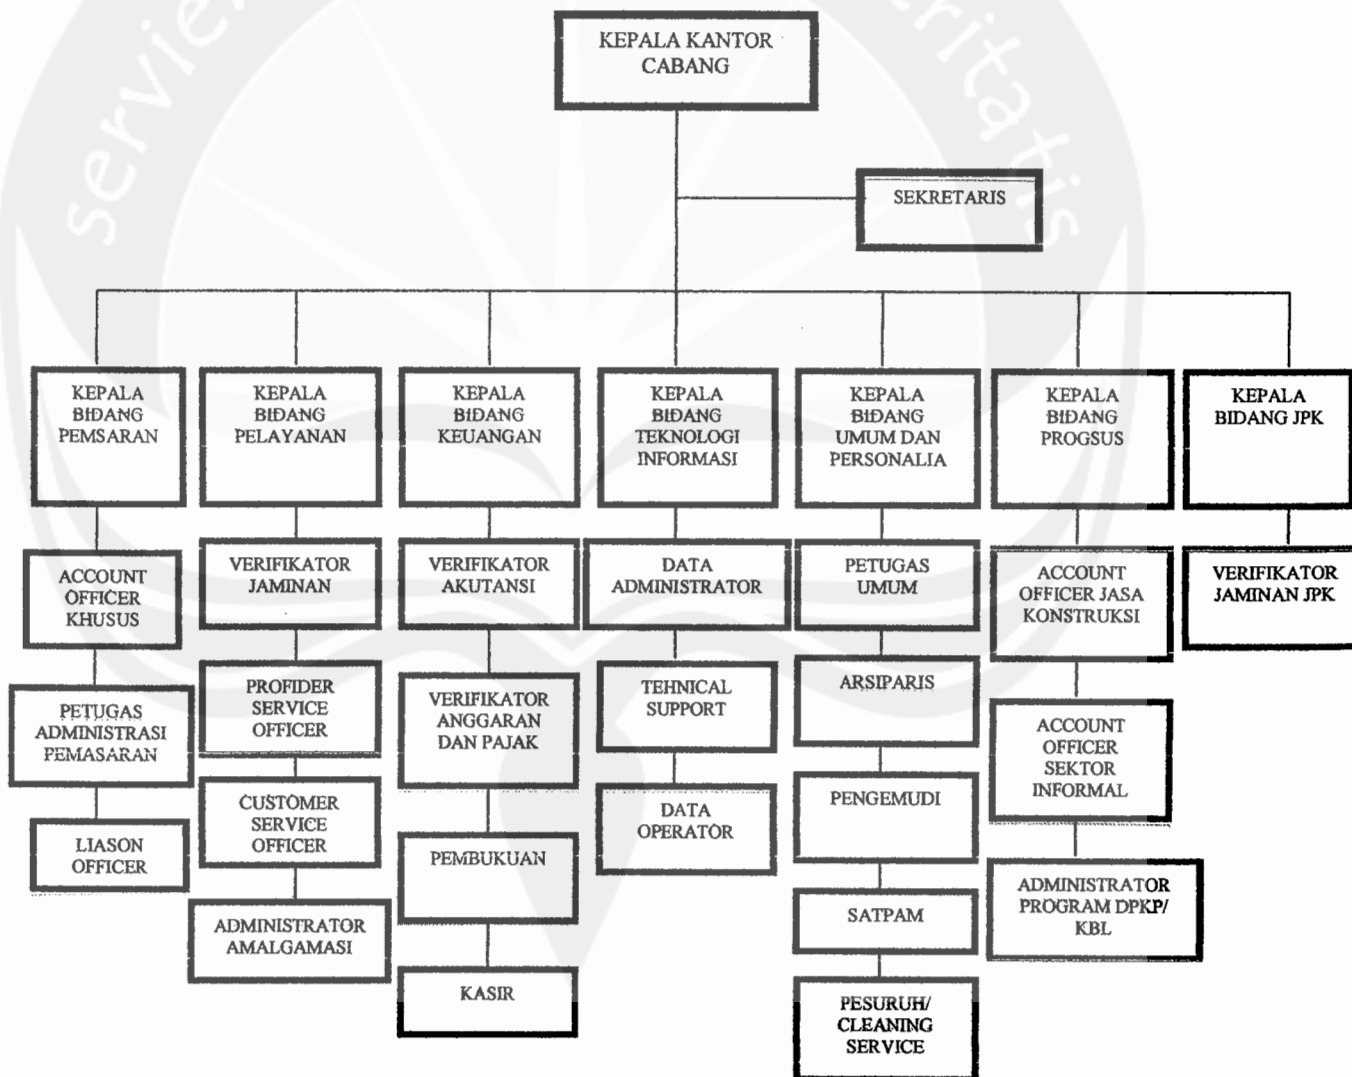 servien
eritatis
KEPALA KANTOR
CABANG
SEKRETARIS
KEPALA
BIDANG
PEMSARAN
KEPALA
BIDANG
PELAYANAN
KEPALA
BIDANG
KEUANGAN
KEPALA
BIDANG
TEKNOLOGI
INFORMASI
KEPALA
BIDANG
UMUM DAN
PERSONALIA
KEPALA
BIDANG
PROGSUS
KEPALA
BIDANG JPK
ACCOUNT
OFFICER
KHUSUS
VERIFIKATOR
JAMINAN
VERIFIKATOR
AKUTANSI
DATA
ADMINISTRATOR
PETUGAS
UMUM
ACCOUNT
OFFICER JASA
KONSTRUKSI
VERIFIKATOR
JAMINAN JPK
PETUGAS
ADMINISTRASI
PEMASARAN
PROFIDER
SERVICE
OFFICER
VERIFIKATOR
ANGGARAN
DAN PAJAK
TEHNICAL
SUPPORT
ARSIPARIS
ACCOUNT
OFFICER
SEKTOR
INFORMAL
LIASON
OFFICER
CUSTOMER
SERVICE
OFFICER
PEMBUKUAN
DATA
OPERATOR
PENGEMUDI
ADMINISTRATOR
PROGRAM DPKP/
KBL
ADMINISTRATOR
AMALGAMASI
KASIR
SATPAM
PESURUH/
CLEANING
SERVICE